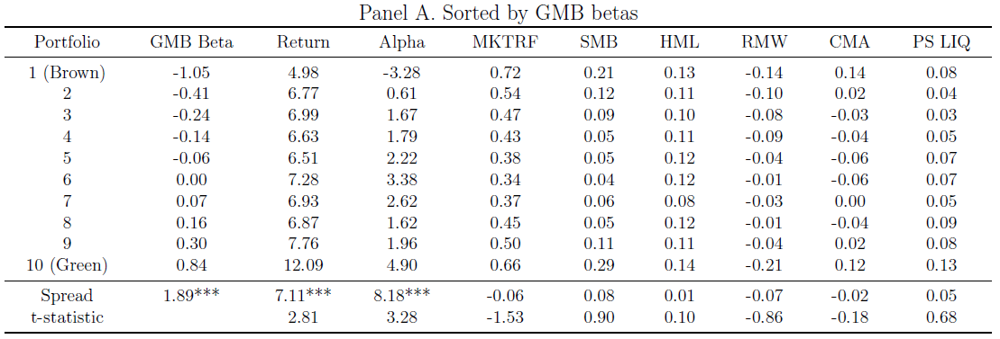 Panel A. Sorted by GMB betas
Portfolio GMB Beta Return Alpha MKTRF SMB HML RMW CMA PS LIQ
1 (Brown) -1.05 4.98 -3.28 0.72 0.21 0.13 -0.14 0.14 0.08
2 -0.41 6.77 0.61 0.54 0.12 0.11 -0.10 0.02 0.04
3 -0.24 6.99 1.67 0.47 0.09 0.10 -0.08 -0.03 0.03
4 -0.14 6.63 1.79 0.43 0.05 0.11 -0.09 -0.04 0.05
5 -0.06 6.51 2.22 0.38 0.05 0.12 -0.04 -0.06 0.07
6 0.00 7.28 3.38 0.34 0.04 0.12 -0.01 -0.06 0.07
7 0.07 6.93 2.62 0.37 0.06 0.08 -0.03 0.00 0.05
8 0.16 6.87 1.62 0.45 0.05 0.12 -0.01 -0.04 0.09
9 0.30 7.76 1.96 0.50 0.11 0.11 -0.04 0.02 0.08
10 (Green) 0.84 12.09 4.90 0.66 0.29 0.14 -0.21 0.12 0.13
Spread 1.89*** 7.11*** 8.18*** -0.06 0.08 0.01 -0.07 -0.02 0.05
t-statistic 2.81 3.28 -1.53 0.90 0.10 -0.86 -0.18 0.68